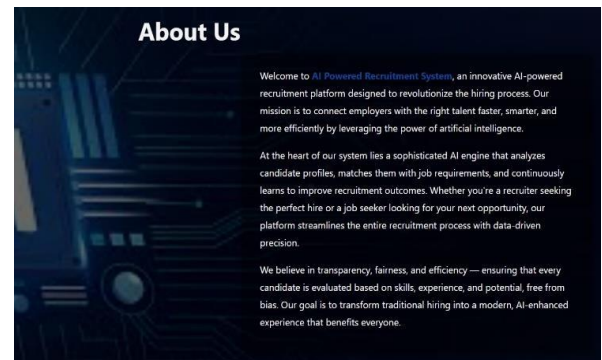 About Us
Welcome to AI Powered Recruitment System, an innovative AI-powered
recruitment platform designed to revolutionize the hiring process. Our
mission is to connect employers with the right talent faster, smarter, and
more efficiently by leveraging the power of artificial intelligence.
At the heart of our system lies a sophisticated AI engine that analyzes
candidate profiles, matches them with job requirements, and continuously
learns to improve recruitment outcomes. Whether you're a recruiter seeking
the perfect hire or a job seeker looking for your next opportunity, our
platform streamlines the entire recruitment process with data-driven
precision.
We believe in transparency, fairness, and efficiency — ensuring that every
candidate is evaluated based on skills, experience, and potential, free from
bias. Our goal is to transform traditional hiring into a modern, AI-enhanced
experience that benefits everyone.